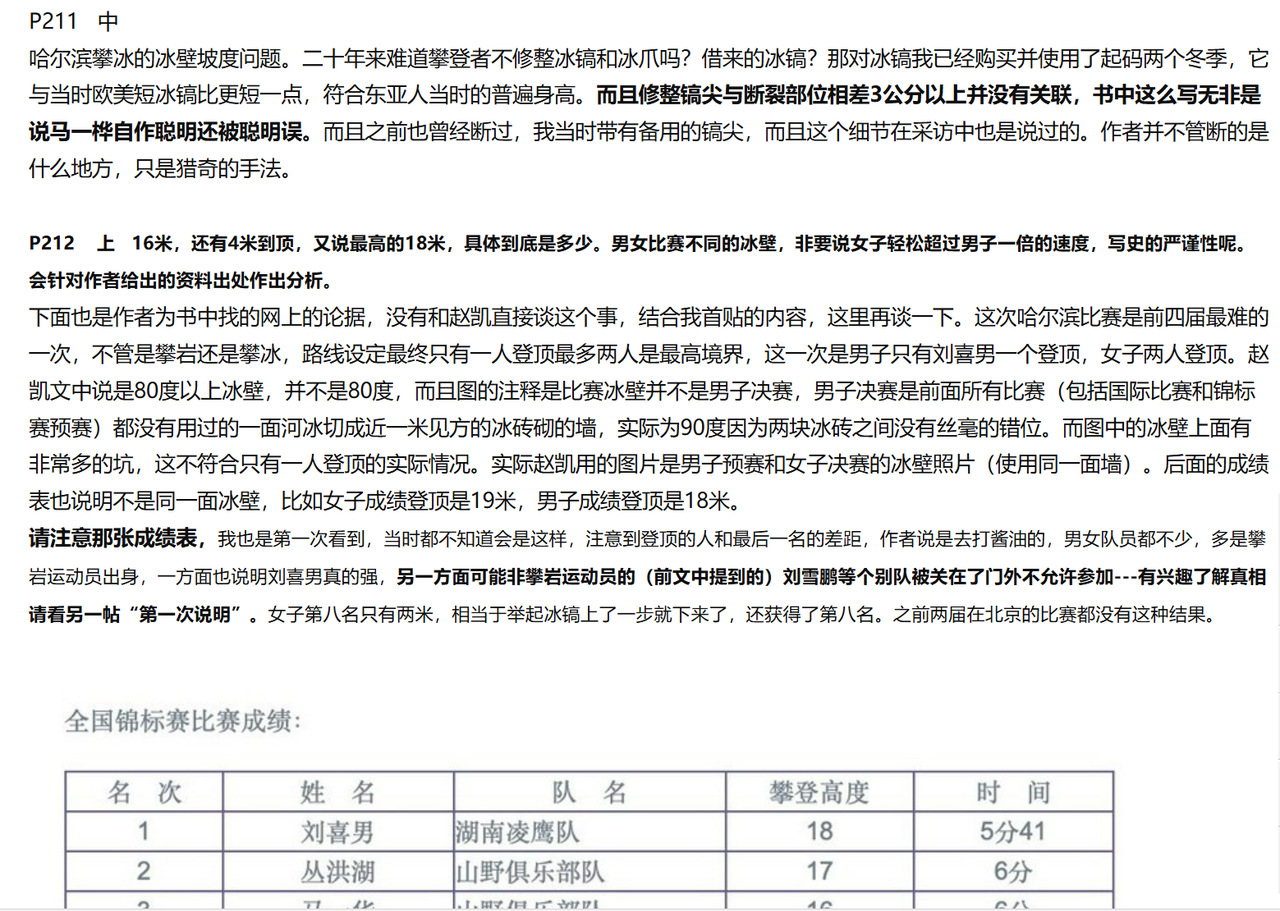 P211 中
哈尔滨攀冰的冰壁坡度问题。二十年来难道攀登者不修整冰镐和冰爪吗？借来的冰镐？那对冰镐我已经购买并使用了起码两个冬季，它
与当时欧美短冰镐比更短一点，符合东亚人当时的普遍身高。而且修整镐尖与断裂部位相差3公分以上并没有关联，书中这么写无非是
说马一桦自作聪明还被聪明误。而且之前也曾经断过，我当时带有备用的镐尖，而且这个细节在采访中也是说过的。作者并不管断的是
什么地方，只是猎奇的手法。
P212 上 16米，还有4米到顶，又说最高的18米，具体到底是多少。男女比赛不同的冰壁，非要说女子轻松超过男子一倍的速度，写史的严谨性呢。
会针对作者给出的资料出处作出分析。
下面也是作者为书中找的网上的论据，没有和赵凯直接谈这个事，结合我首贴的内容，这里再谈一下。这次哈尔滨比赛是前四届最难的
一次，不管是攀岩还是攀冰，路线设定最终只有一人登顶最多两人是最高境界，这一次是男子只有刘喜男一个登顶，女子两人登顶。赵
凯文中说是80度以上冰壁，并不是80度，而且图的注释是比赛冰壁并不是男子决赛，男子决赛是前面所有比赛（包括国际比赛和锦标
赛预赛）都没有用过的一面河冰切成近一米见方的冰砖砌的墙，实际为90度因为两块冰砖之间没有丝毫的错位。而图中的冰壁上面有
非常多的坑，这不符合只有一人登顶的实际情况。实际赵凯用的图片是男子预赛和女子决赛的冰壁照片（使用同一面墙）。后面的成绩
表也说明不是同一面冰壁，比如女子成绩登顶是19米，男子成绩登顶是18米。
请注意那张成绩表，我也是第一次看到，当时都不知道会是这样，注意到登顶的人和最后一名的差距，作者说是去打酱油的，男女队员都不少，多是攀
岩运动员出身，一方面也说明刘喜男真的强，另一方面可能非攀岩运动员的（前文中提到的）刘雪鹏等个别队被关在了门外不允许参加---有兴趣了解真相
请看另一帖“第一次说明”。女子第八名只有两米，相当于举起冰镐上了一步就下来了，还获得了第八名。之前两届在北京的比赛都没有这种结果。
全国锦标赛比赛成绩：
名 次 姓 名 队 名 攀登高度 时 间
1 刘喜男 湖南凌鹰队 18 5分41
2 丛洪湖 山野俱乐部队 17 6分